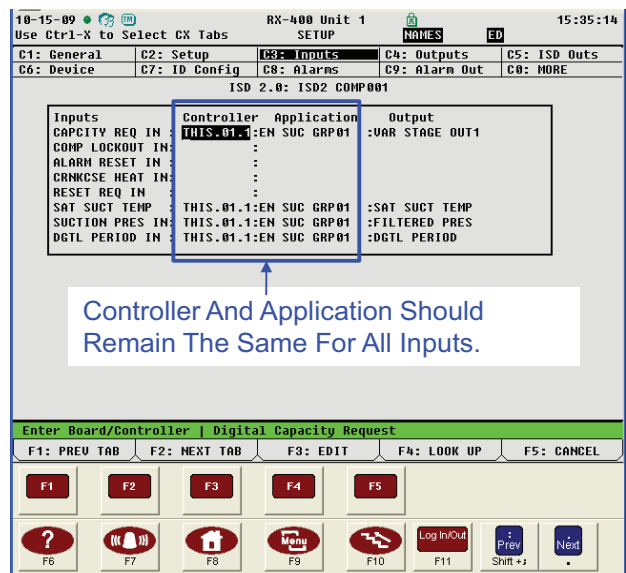 10-15-09 RX-400 Unit 1 15:35:14
Use Ctrl-X to Select CX Tabs SETUP NAMES ED
C1: General C2: Setup C3: Inputs C4: Outputs C5: ISD Outs
C6: Device C7: ID Config C8: Alarms C9: Alarm Out C0: MORE
ISD 2.0: ISD2 COMP001
Inputs Controller Application Output
CAPCITY REQ IN : THIS.01.1:EN SUC GRP01 :VAR STAGE OUT1
COMP LOCKOUT IN: :
ALARM RESET IN : :
CRNKCSE HEAT IN: :
RESET REQ IN : :
SAT SUCT TEMP : THIS.01.1:EN SUC GRP01 :SAT SUCT TEMP
SUCTION PRES IN: THIS.01.1:EN SUC GRP01 :FILTERED PRES
DGTL PERIOD IN : THIS.01.1:EN SUC GRP01 :DGTL PERIOD
Controller And Application Should
Remain The Same For All Inputs.
Enter Board/Controller | Digital Capacity Request
F1: PREV TAB F2: NEXT TAB F3: EDIT F4: LOOK UP F5: CANCEL
F1 F2 F3 F4 F5
? Menu Log In/Out : Prev . Next
F6 F7 F8 F9 F10 F11 Shift +; .